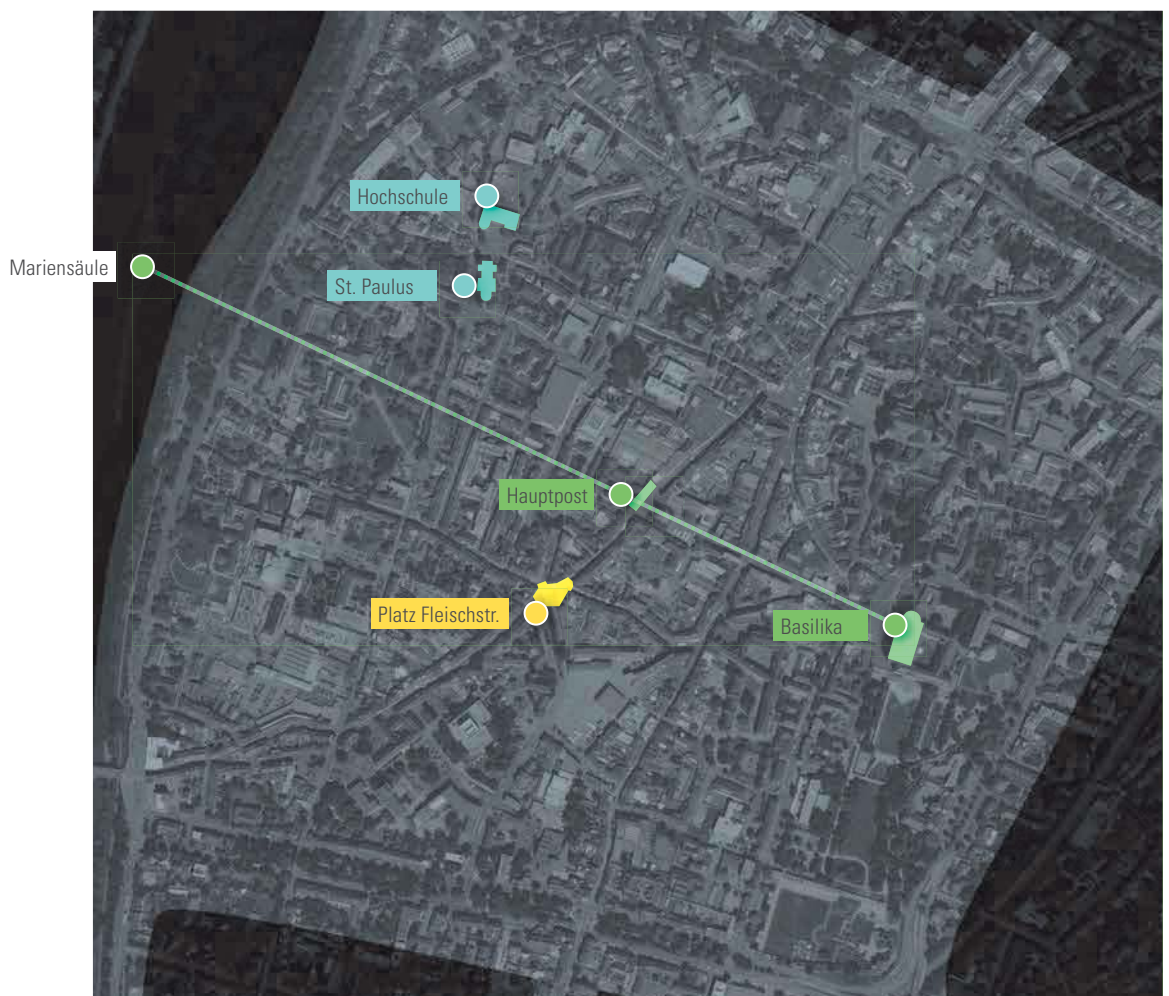 Hochschule
Mariensäule
St. Paulus
Hauptpost
Platz Fleischstr.
Basilika